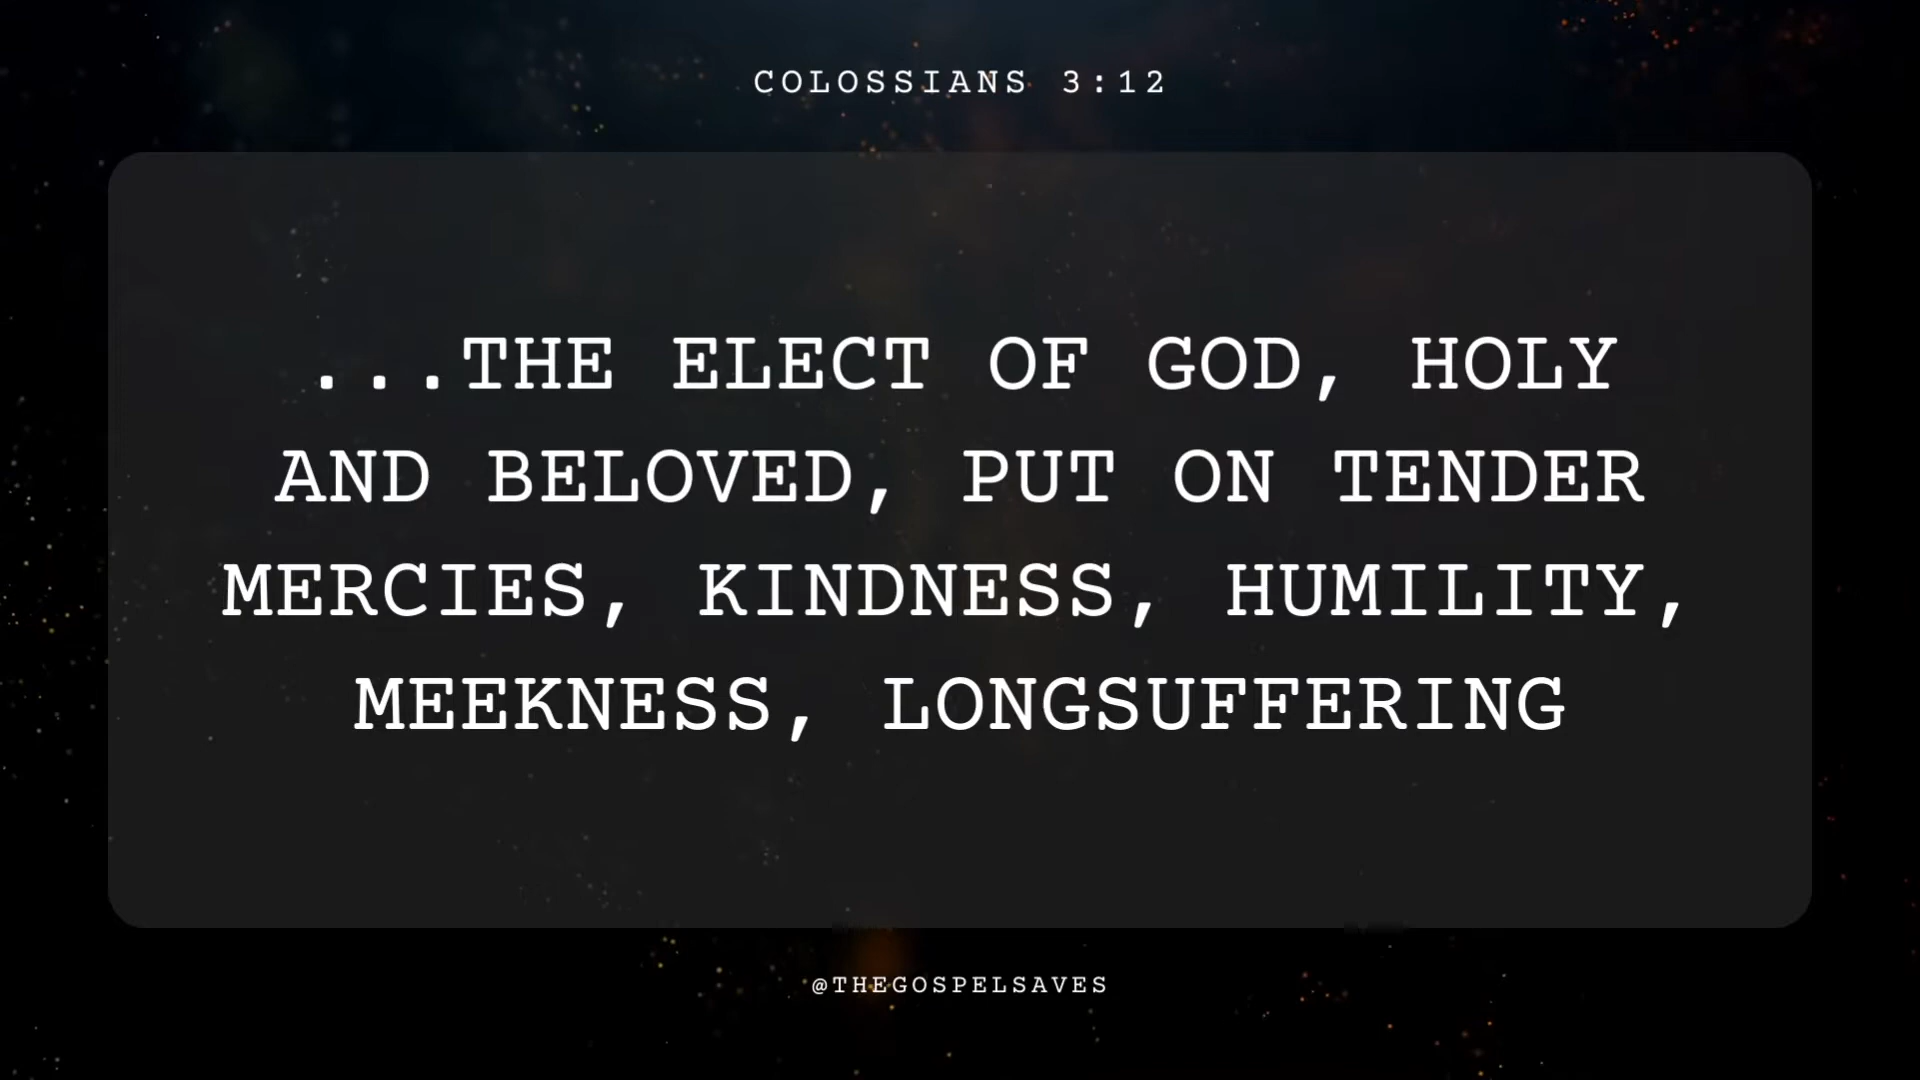 COLOSSIANS 3:12
...THE ELECT OF GOD, HOLY
AND BELOVED, PUT ON TENDER
MERCIES, KINDNESS, HUMILITY,
MEEKNESS, LONGSUFFERING
@THEGOSPELSAVES